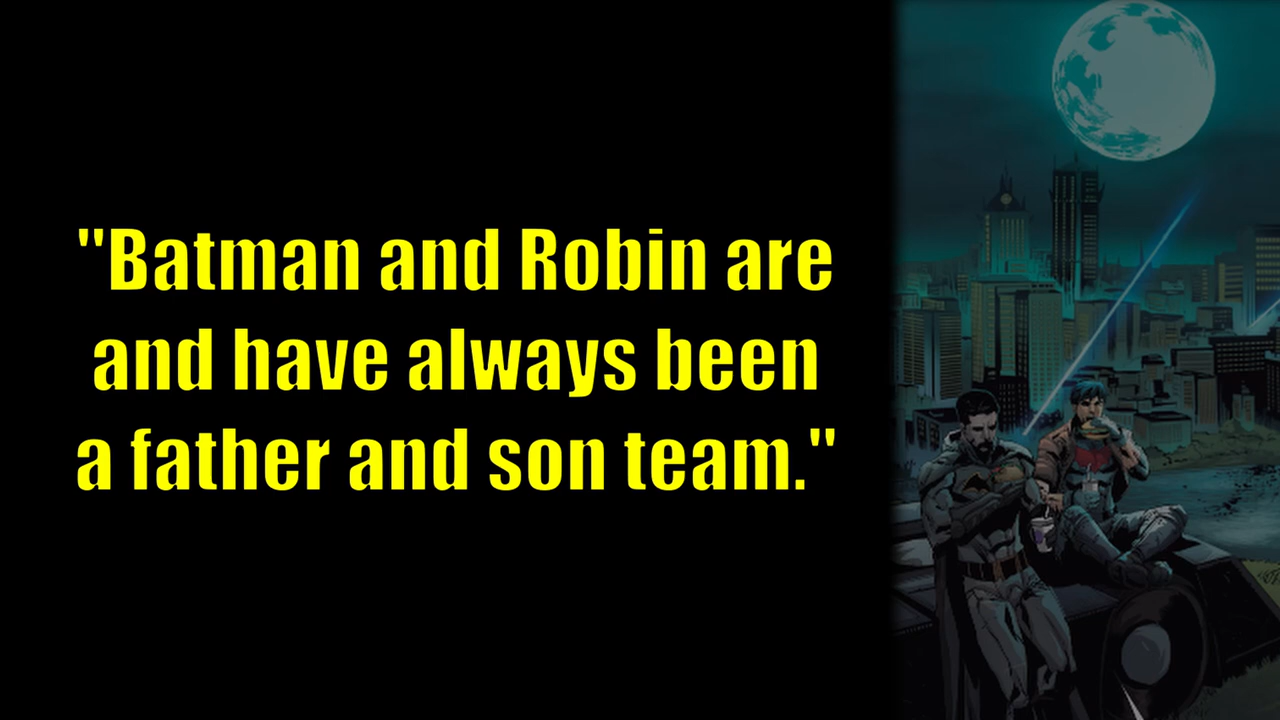 "Batman and Robin are
and have always been
a father and son team."